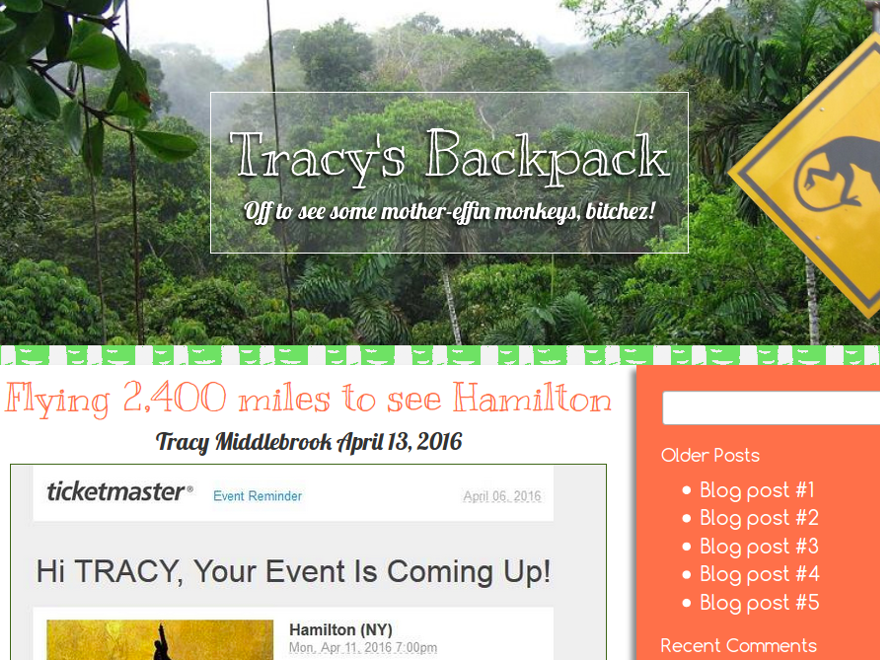 Tracy's Backpack
Off to see some mother-effin monkeys, bitchez!
Flying 2,400 miles to see Hamilton
Tracy Middlebrook April 13, 2016
ticketmaster® Event Reminder April 06, 2016
Hi TRACY, Your Event Is Coming Up!
Hamilton (NY)
Mon, Apr 11, 2016 7:00pm
Older Posts
Blog post #1
Blog post #2
Blog post #3
Blog post #4
Blog post #5
Recent Comments